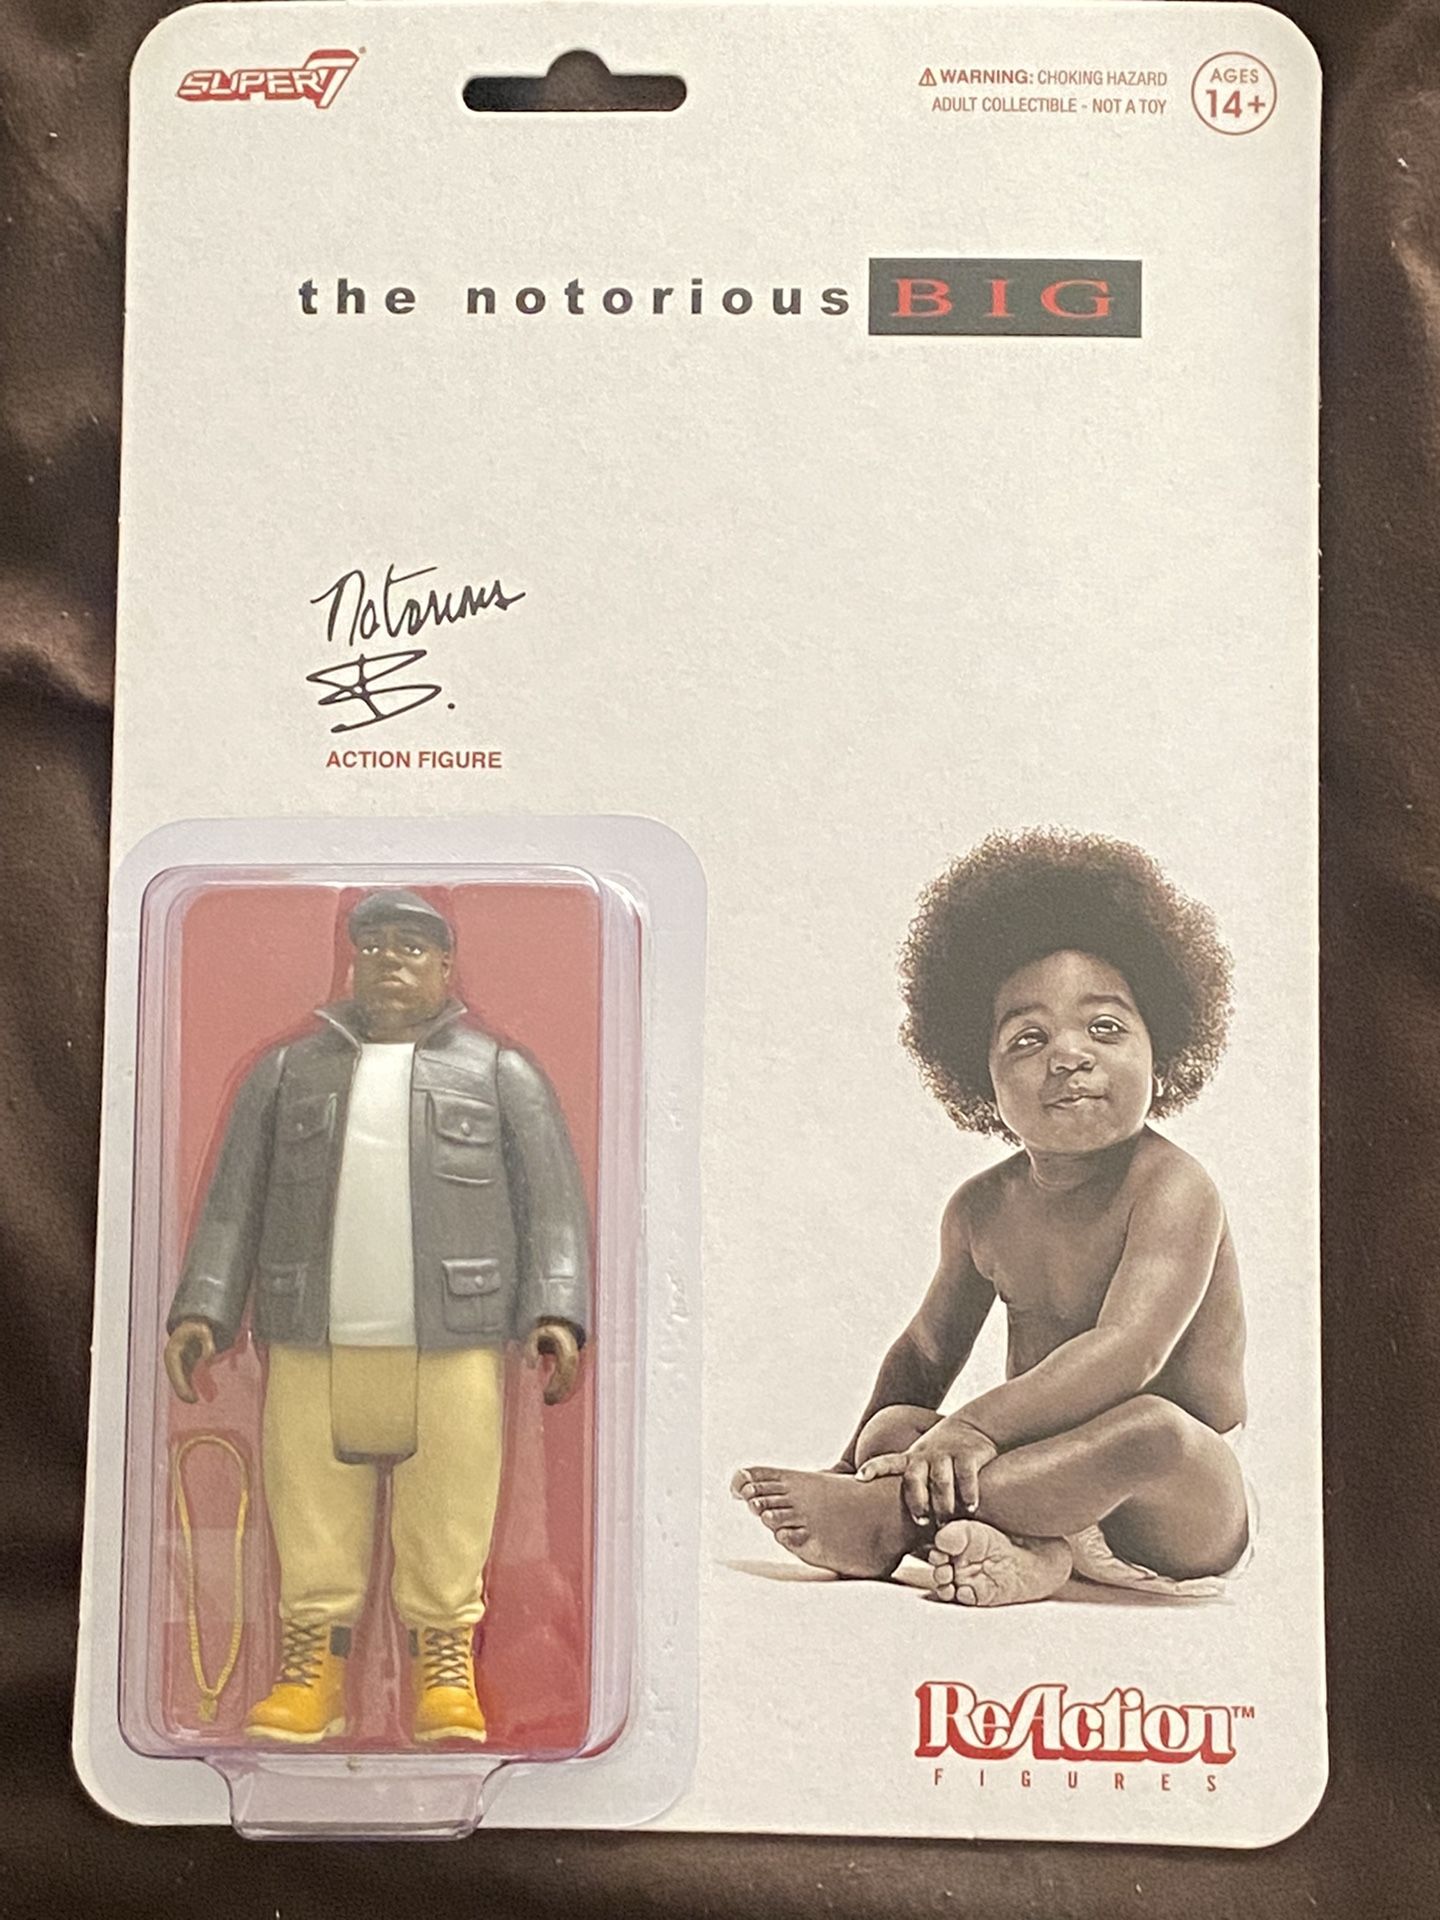 SUPER7
WARNING: CHOKING HAZARD
ADULT COLLECTIBLE - NOT A TOY
AGES
14+
the notorious BIG
Notorious
B.
ACTION FIGURE
ReAction™
FIGURES